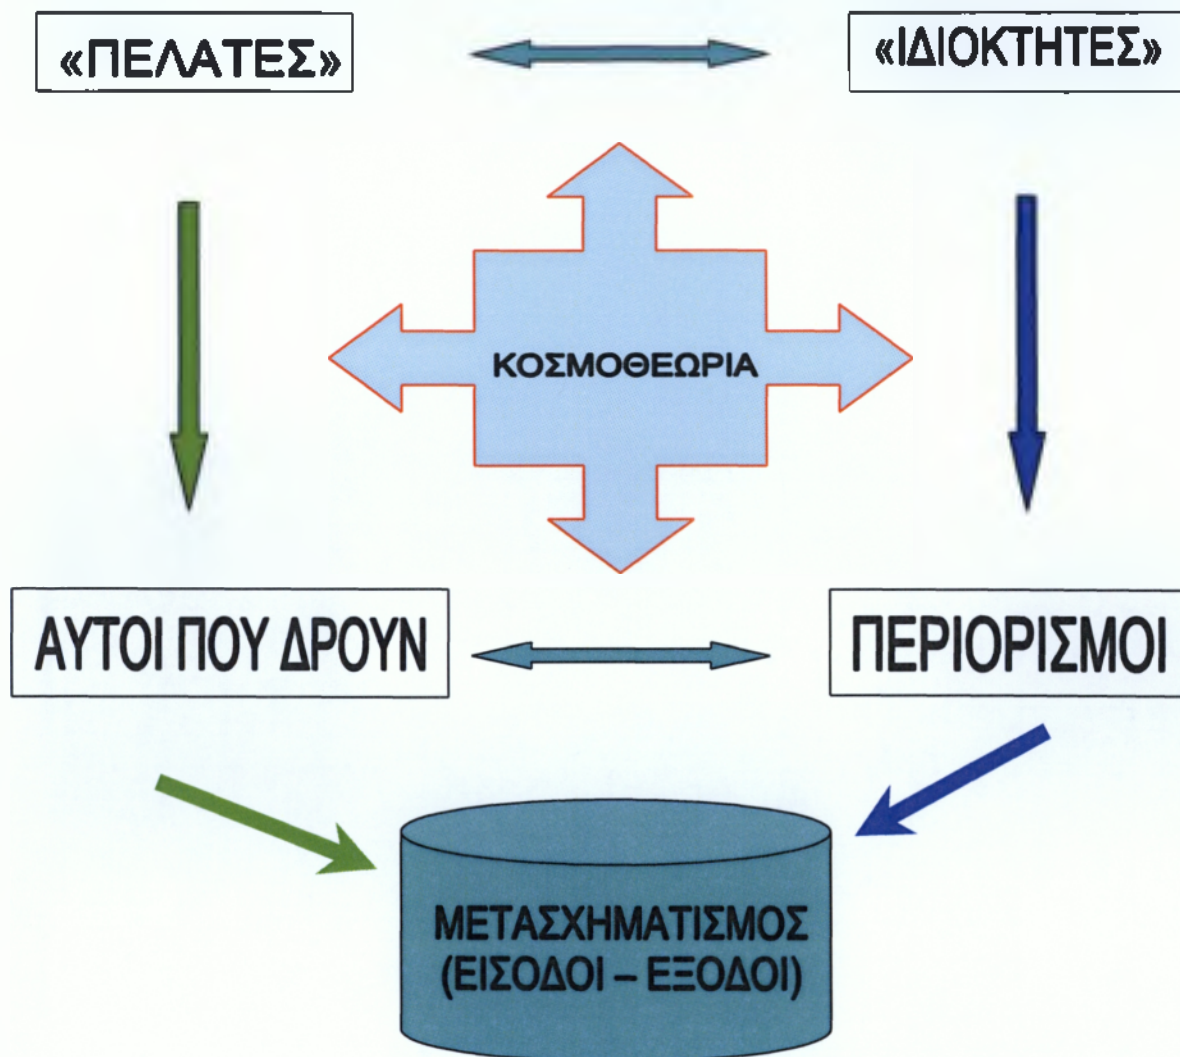 «ΠΕΛΑΤΕΣ»
«ΙΔΙΟΚΤΗΤΕΣ»
ΚΟΣΜΟΘΕΩΡΙΑ
ΑΥΤΟΙ ΠΟΥ ΔΡΟΥΝ
ΠΕΡΙΟΡΙΣΜΟΙ
ΜΕΤΑΣΧΗΜΑΤΙΣΜΟΣ
(ΕΙΣΟΔΟΙ – ΕΞΟΔΟΙ)